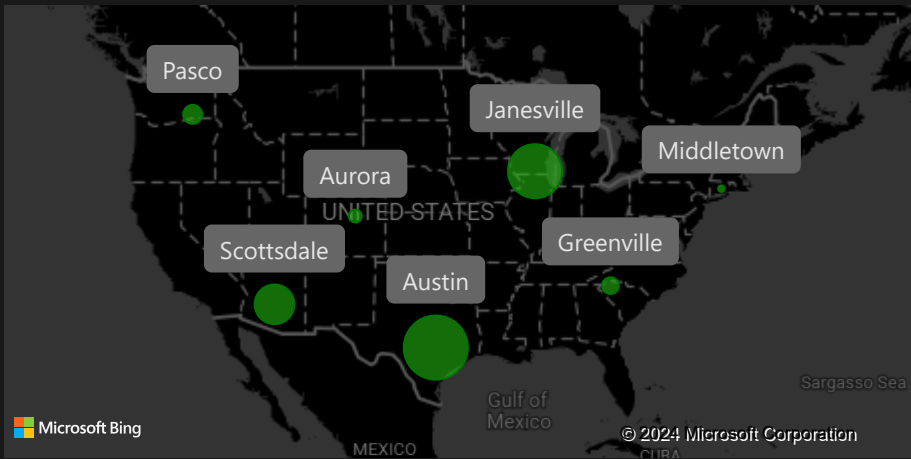 Pasco
Janesville
Middletown
Aurora
UNITED STATES
Scottsdale
Greenville
Austin
Sargasso Sea
Gulf of
Mexico
Microsoft Bing
© 2024 Microsoft Corporation
MEXICO
CUBA